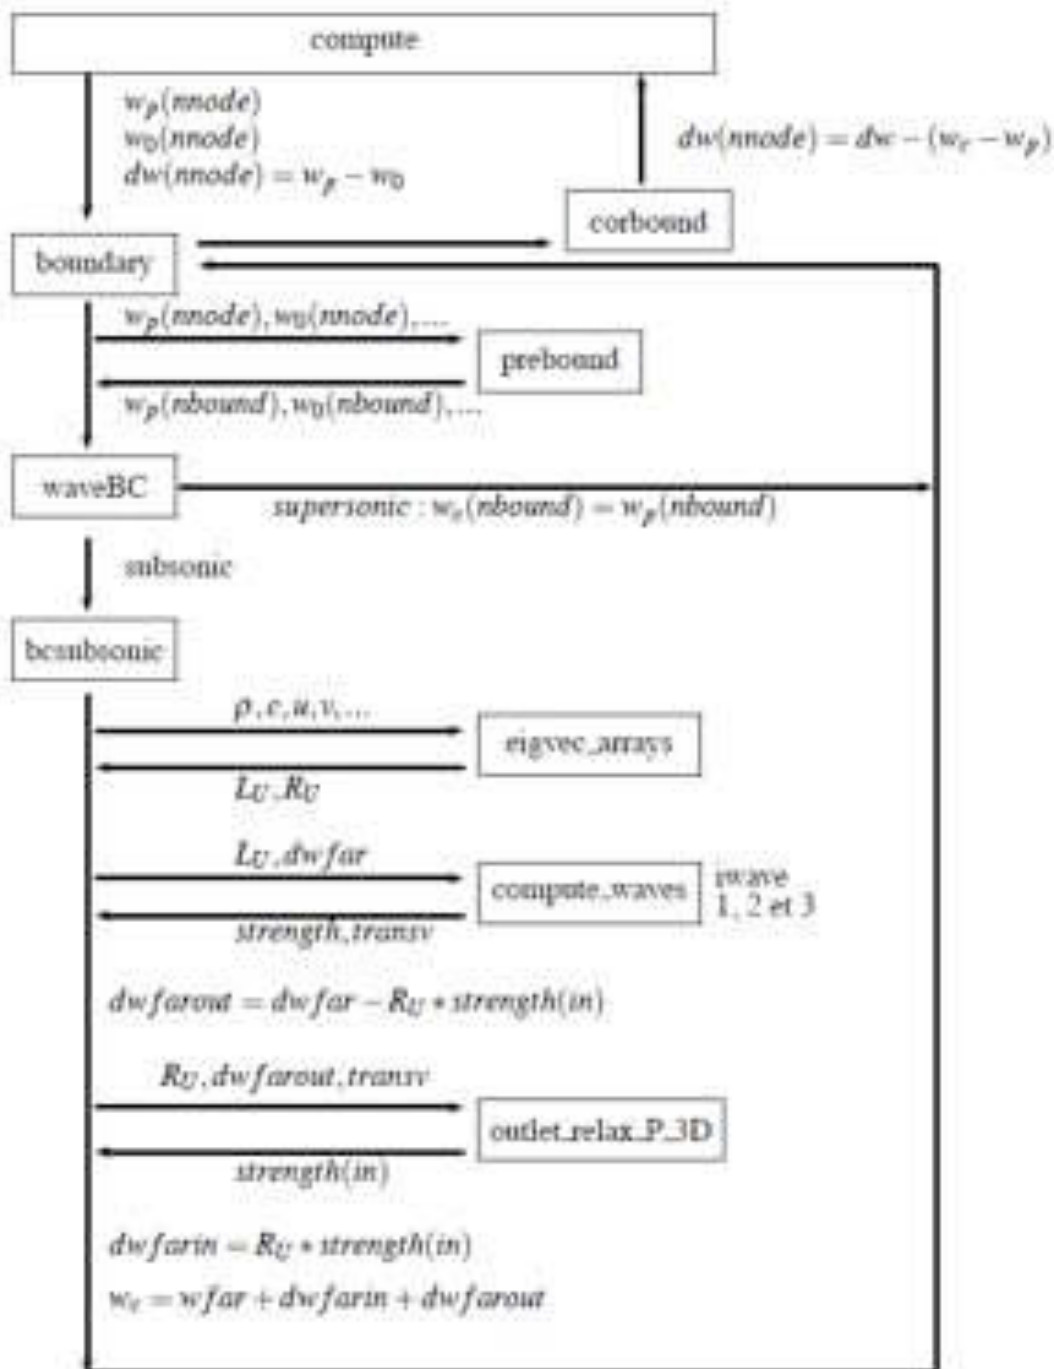 compute
w_p(nnode)
w_0(nnode)
dw(nnode) = w_p − w_0
dw(nnode) = dw − (w_c − w_p)
corbound
boundary
w_p(nnode), w_0(nnode), ...
prebound
w_p(nbound), w_0(nbound), ...
waveBC
supersonic : w_c(nbound) = w_p(nbound)
subsonic
bcsubsonic
ρ, c, u, v, ...
eigvec_arrays
L_U, R_U
L_U, dwfar
compute_waves
iwave
1, 2 et 3
strength, transv
dwfarout = dwfar − R_U * strength(in)
R_U, dwfarout, transv
outlet_relax_P_3D
strength(in)
dwfarin = R_U * strength(in)
w_c = wfar + dwfarin + dwfarout